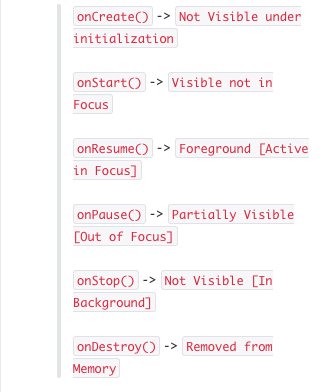 onCreate() -> Not Visible under
initialization
onStart() -> Visible not in
Focus
onResume() -> Foreground [Active
in Focus]
onPause() -> Partially Visible
[Out of Focus]
onStop() -> Not Visible [In
Background]
onDestroy() -> Removed from
Memory